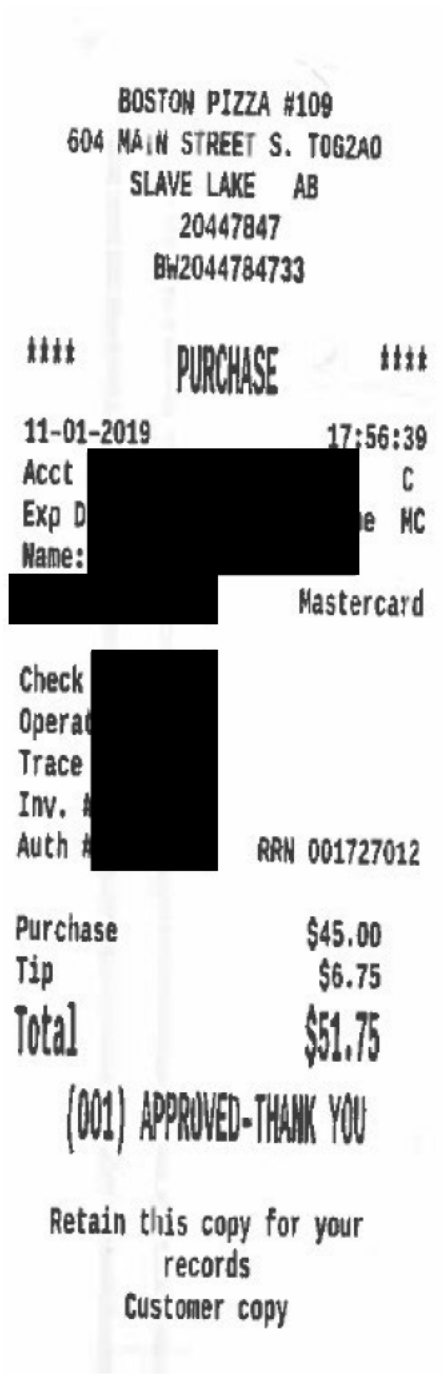 BOSTON PIZZA #109
604 MAIN STREET S. T0G2A0
SLAVE LAKE AB
20447847
BW2044784733
**** PURCHASE ****
11-01-2019 17:56:39
Acct C
Exp D e MC
Name:
Mastercard
Check
Operat
Trace
Inv. #
Auth # RRN 001727012
Purchase $45.00
Tip $6.75
Total $51.75
(001) APPROVED-THANK YOU
Retain this copy for your
records
Customer copy